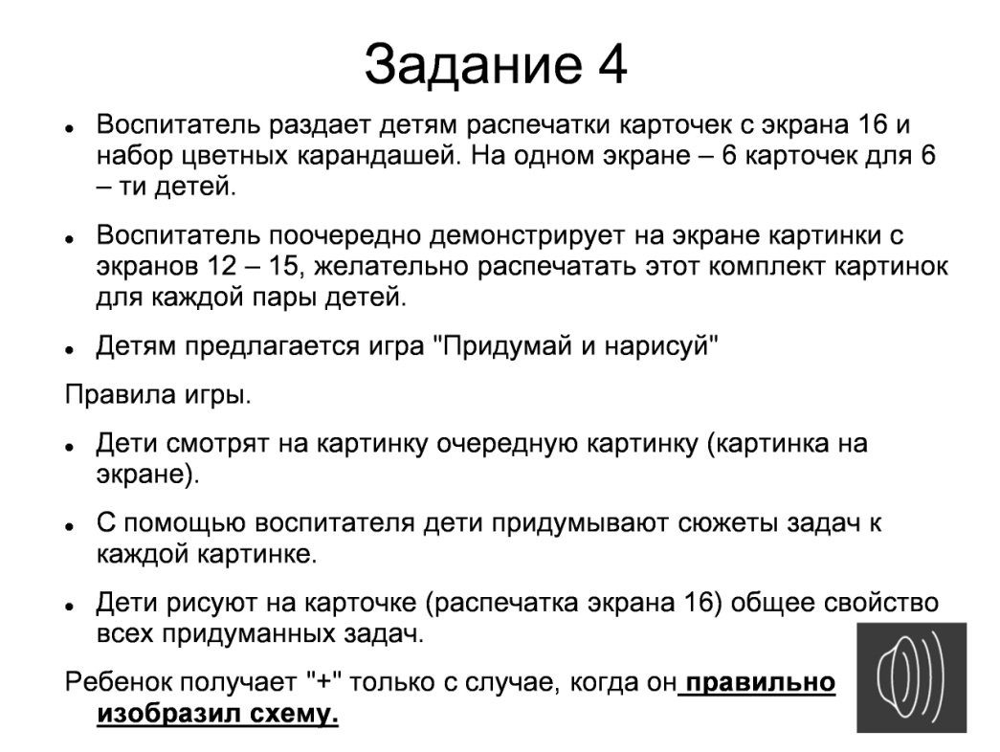 Задание 4
Воспитатель раздает детям распечатки карточек с экрана 16 и
набор цветных карандашей. На одном экране – 6 карточек для 6
– ти детей.
Воспитатель поочередно демонстрирует на экране картинки с
экранов 12 – 15, желательно распечатать этот комплект картинок
для каждой пары детей.
Детям предлагается игра "Придумай и нарисуй"
Правила игры.
Дети смотрят на картинку очередную картинку (картинка на
экране).
С помощью воспитателя дети придумывают сюжеты задач к
каждой картинке.
Дети рисуют на карточке (распечатка экрана 16) общее свойство
всех придуманных задач.
Ребенок получает "+" только с случае, когда он правильно
изобразил схему.